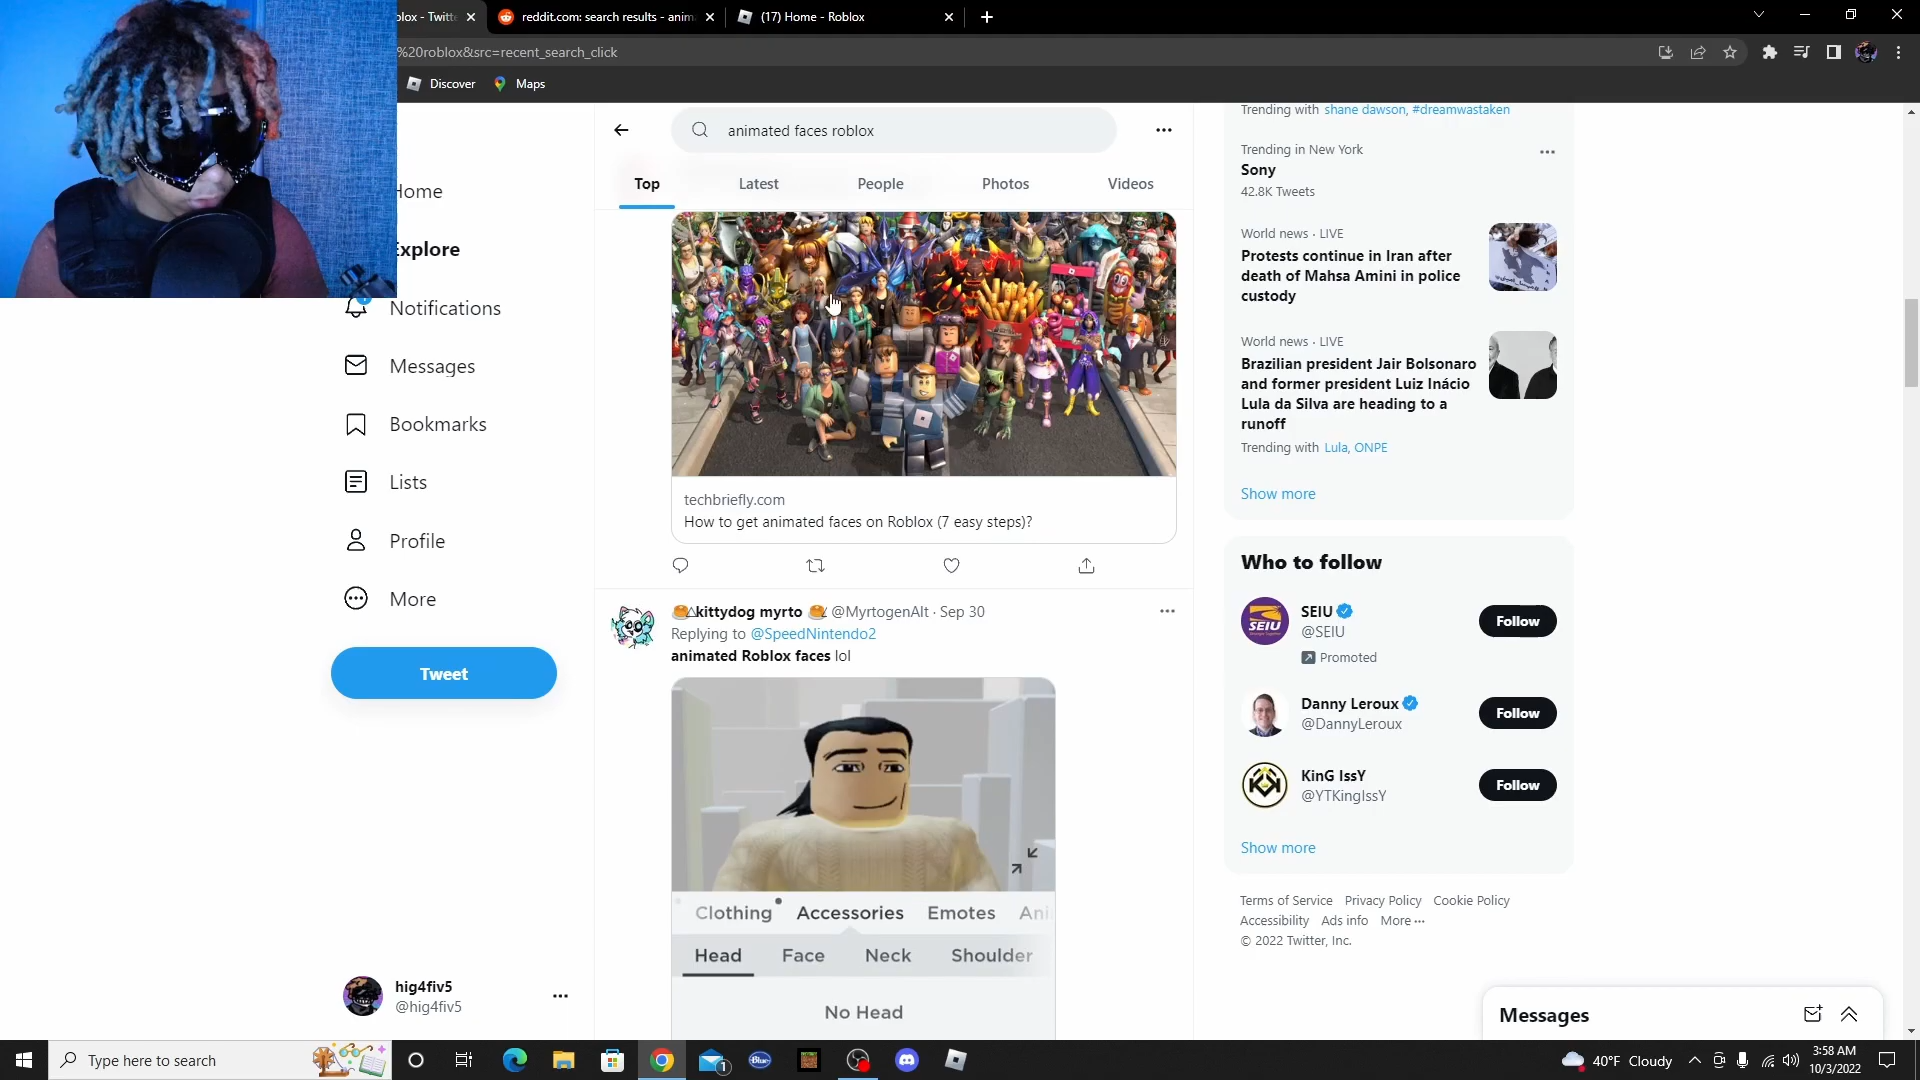 olox - Twitte
reddit.com: search results - anim
(17) Home - Roblox
%20roblox&src=recent_search_click
Discover
Maps
animated faces roblox
Top
Latest
People
Photos
Videos
Home
Explore
Notifications
Messages
Bookmarks
Lists
Profile
More
Tweet
hig4fiv5
@hig4fiv5
techbriefly.com
How to get animated faces on Roblox (7 easy steps)?
kittydog myrto @MyrtogenAlt · Sep 30
Replying to @SpeedNintendo2
animated Roblox faces lol
Clothing Accessories Emotes Ani
Head Face Neck Shoulder
No Head
Trending with shane dawson, #dreamwastaken
Trending in New York
Sony
42.8K Tweets
World news · LIVE
Protests continue in Iran after
death of Mahsa Amini in police
custody
World news · LIVE
Brazilian president Jair Bolsonaro
and former president Luiz Inácio
Lula da Silva are heading to a
runoff
Trending with Lula, ONPE
Show more
Who to follow
SEIU
@SEIU
Promoted
Follow
Danny Leroux
@DannyLeroux
Follow
KinG IssY
@YTKingIssY
Follow
Show more
Terms of Service Privacy Policy Cookie Policy
Accessibility Ads info More ···
© 2022 Twitter, Inc.
Messages
Type here to search
1
Blue
40°F Cloudy
3:58 AM
10/3/2022